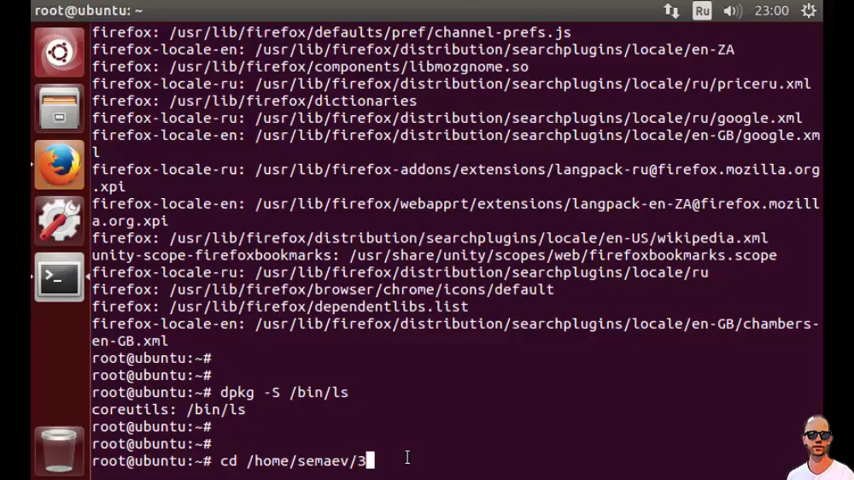 root@ubuntu: ~
Ru
23:00
firefox: /usr/lib/firefox/defaults/pref/channel-prefs.js
firefox-locale-en: /usr/lib/firefox/distribution/searchplugins/locale/en-ZA
firefox: /usr/lib/firefox/components/libmozgnome.so
firefox-locale-ru: /usr/lib/firefox/distribution/searchplugins/locale/ru/priceru.xml
firefox: /usr/lib/firefox/dictionaries
firefox-locale-ru: /usr/lib/firefox/distribution/searchplugins/locale/ru/google.xml
firefox-locale-en: /usr/lib/firefox/distribution/searchplugins/locale/en-GB/google.xm
l
firefox-locale-ru: /usr/lib/firefox-addons/extensions/langpack-ru@firefox.mozilla.org
.xpi
firefox-locale-en: /usr/lib/firefox/webapprt/extensions/langpack-en-ZA@firefox.mozill
a.org.xpi
firefox-locale-en: /usr/lib/firefox/distribution/searchplugins/locale/en-US/wikipedia.xml
unity-scope-firefoxbookmarks: /usr/share/unity/scopes/web/firefoxbookmarks.scope
firefox-locale-ru: /usr/lib/firefox/distribution/searchplugins/locale/ru
firefox: /usr/lib/firefox/browser/chrome/icons/default
firefox: /usr/lib/firefox/dependentlibs.list
firefox-locale-en: /usr/lib/firefox/distribution/searchplugins/locale/en-GB/chambers-
en-GB.xml
root@ubuntu:~#
root@ubuntu:~#
root@ubuntu:~# dpkg -S /bin/ls
coreutils: /bin/ls
root@ubuntu:~#
root@ubuntu:~#
root@ubuntu:~# cd /home/semaev/3